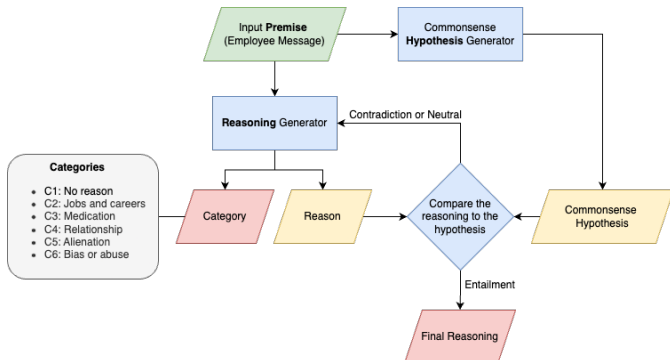 Input Premise
(Employee Message)
Commonsense
Hypothesis Generator
Reasoning Generator
Contradiction or Neutral
Categories
• C1: No reason
• C2: Jobs and careers
• C3: Medication
• C4: Relationship
• C5: Alienation
• C6: Bias or abuse
Category
Reason
Compare the
reasoning to the
hypothesis
Commonsense
Hypothesis
Entailment
Final Reasoning